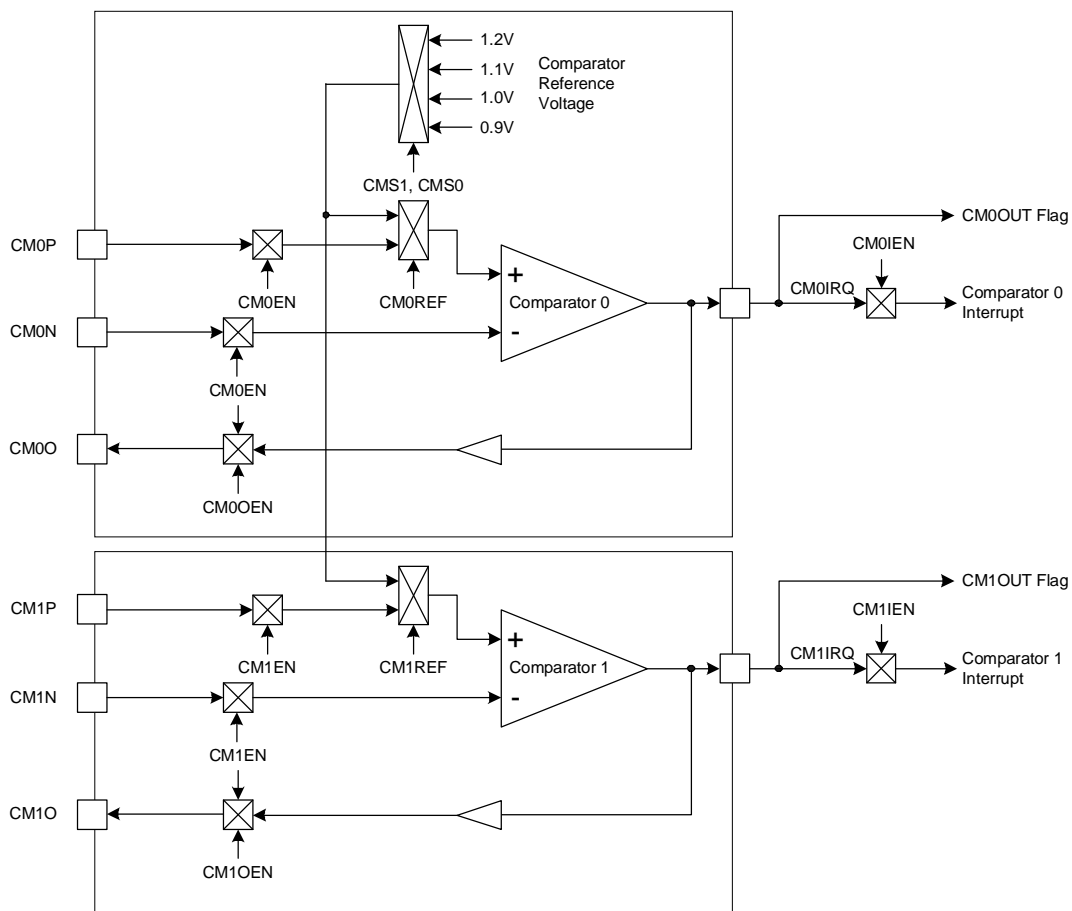 1.2V
1.1V
1.0V
0.9V
Comparator
Reference
Voltage
CMS1, CMS0
CM0P
CM0EN
CM0REF
+
Comparator 0
-
CM0N
CM0EN
CM0O
CM0OEN
CM0OUT Flag
CM0IEN
CM0IRQ
Comparator 0
Interrupt
CM1P
CM1EN
CM1REF
+
Comparator 1
-
CM1N
CM1EN
CM1O
CM1OEN
CM1OUT Flag
CM1IEN
CM1IRQ
Comparator 1
Interrupt